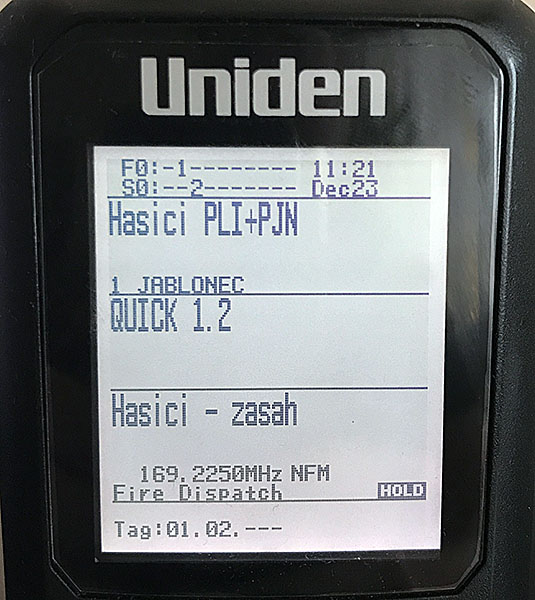 Uniden
F0:-1-------- 11:21
S0:--2------- Dec23
Hasici PLI+PJN
1 JABLONEC
QUICK 1.2
Hasici - zasah
169.2250MHz NFM
Fire Dispatch HOLD
Tag:01.02.---